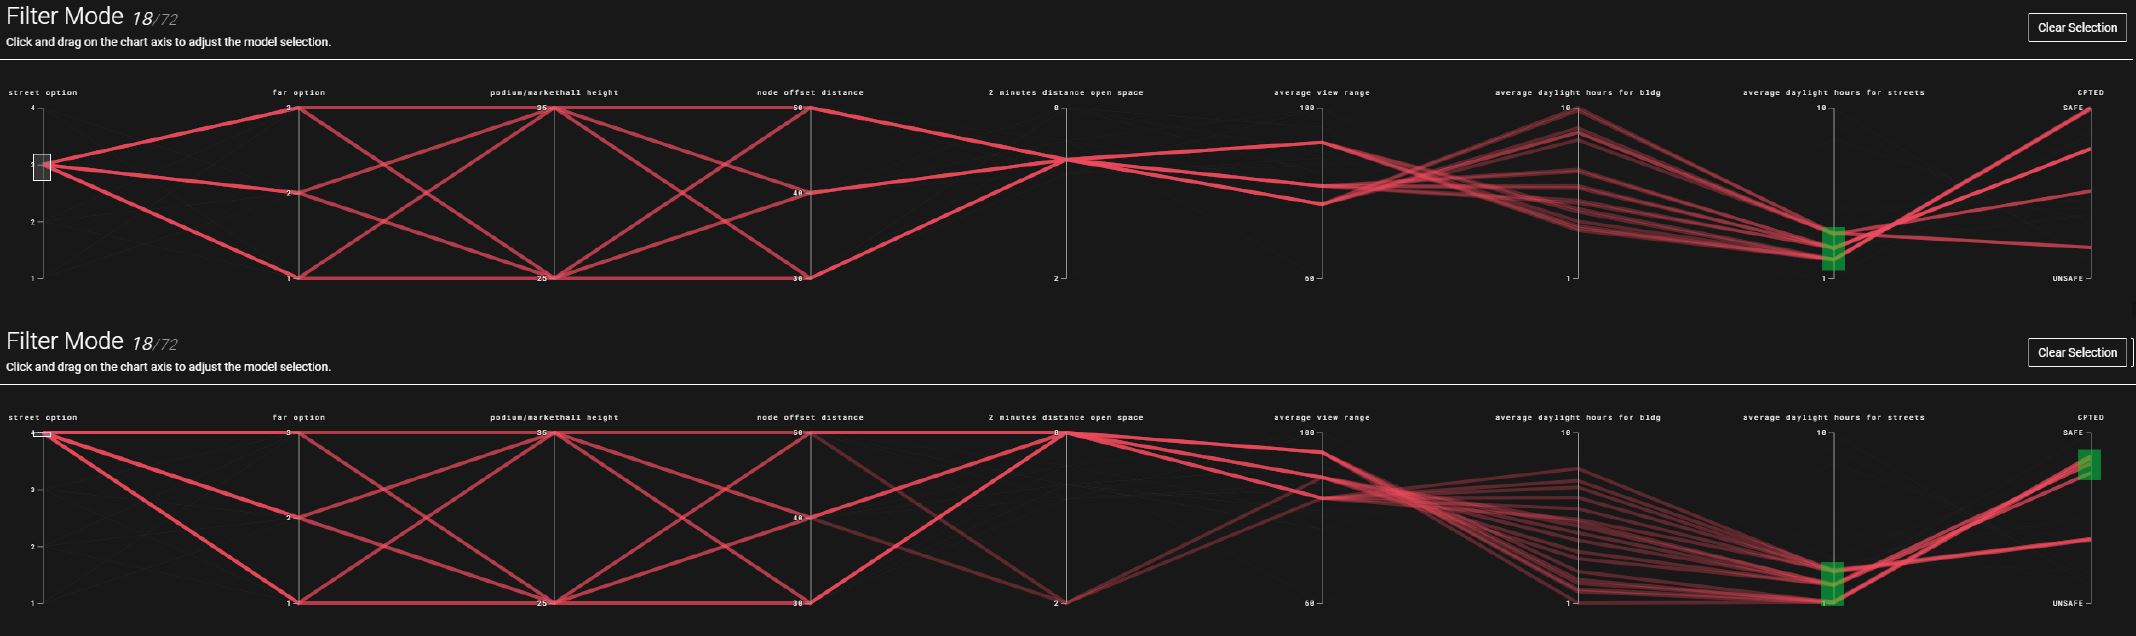 Filter Mode 18/72
Click and drag on the chart axis to adjust the model selection.
Clear Selection
street option far option podium/markethall height node offset distance 2 minutes distance open space average view range average daylight hours for bldg average daylight hours for streets CPTED
4 3 35 50 8 100 10 10 SAFE
3
2 2 40
1 1 25 30 2 60 1 1 UNSAFE
Filter Mode 18/72
Click and drag on the chart axis to adjust the model selection.
Clear Selection
street option far option podium/markethall height node offset distance 2 minutes distance open space average view range average daylight hours for bldg average daylight hours for streets CPTED
4 3 35 50 8 100 10 10 SAFE
3
2 40
2
1 1 25 30 2 60 1 1 UNSAFE